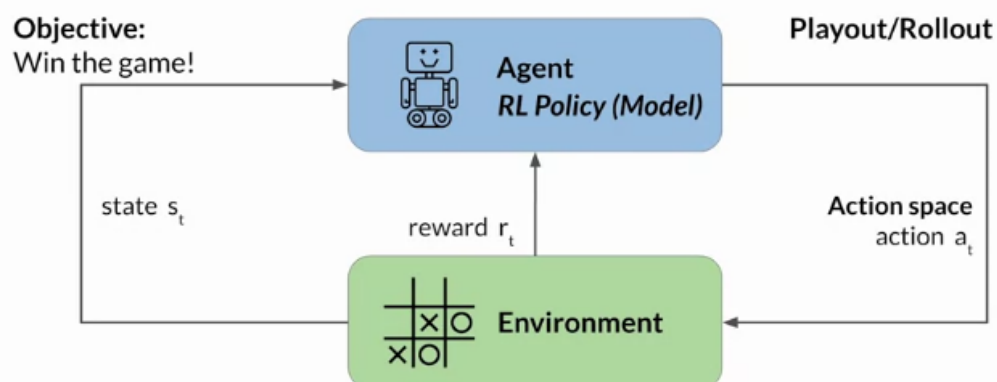 Objective:
Win the game!
Playout/Rollout
Agent
RL Policy (Model)
state s_t
reward r_t
Action space
action a_t
Environment